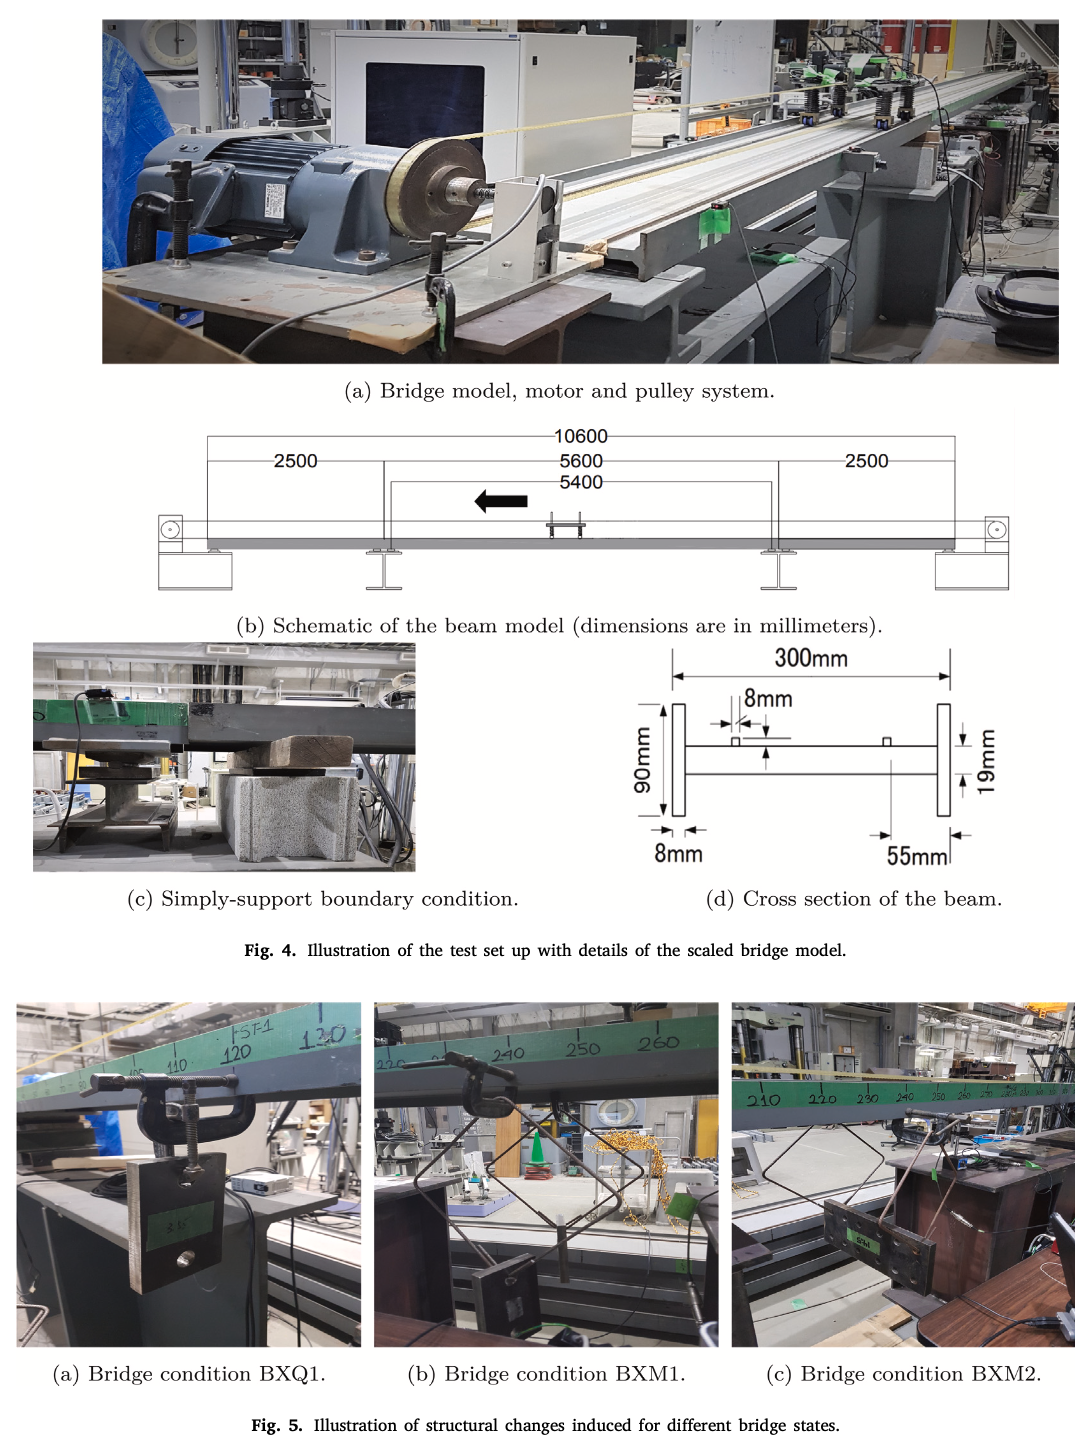 (a) Bridge model, motor and pulley system.
10600
2500
5600
2500
5400
(b) Schematic of the beam model (dimensions are in millimeters).
300mm
8mm
90mm
19mm
8mm
55mm
(c) Simply-support boundary condition.
(d) Cross section of the beam.
Fig. 4. Illustration of the test set up with details of the scaled bridge model.
SF-1
110
120
130
220
240
250
260
210
220
230
240
250
260
(a) Bridge condition BXQ1.
(b) Bridge condition BXM1.
(c) Bridge condition BXM2.
Fig. 5. Illustration of structural changes induced for different bridge states.